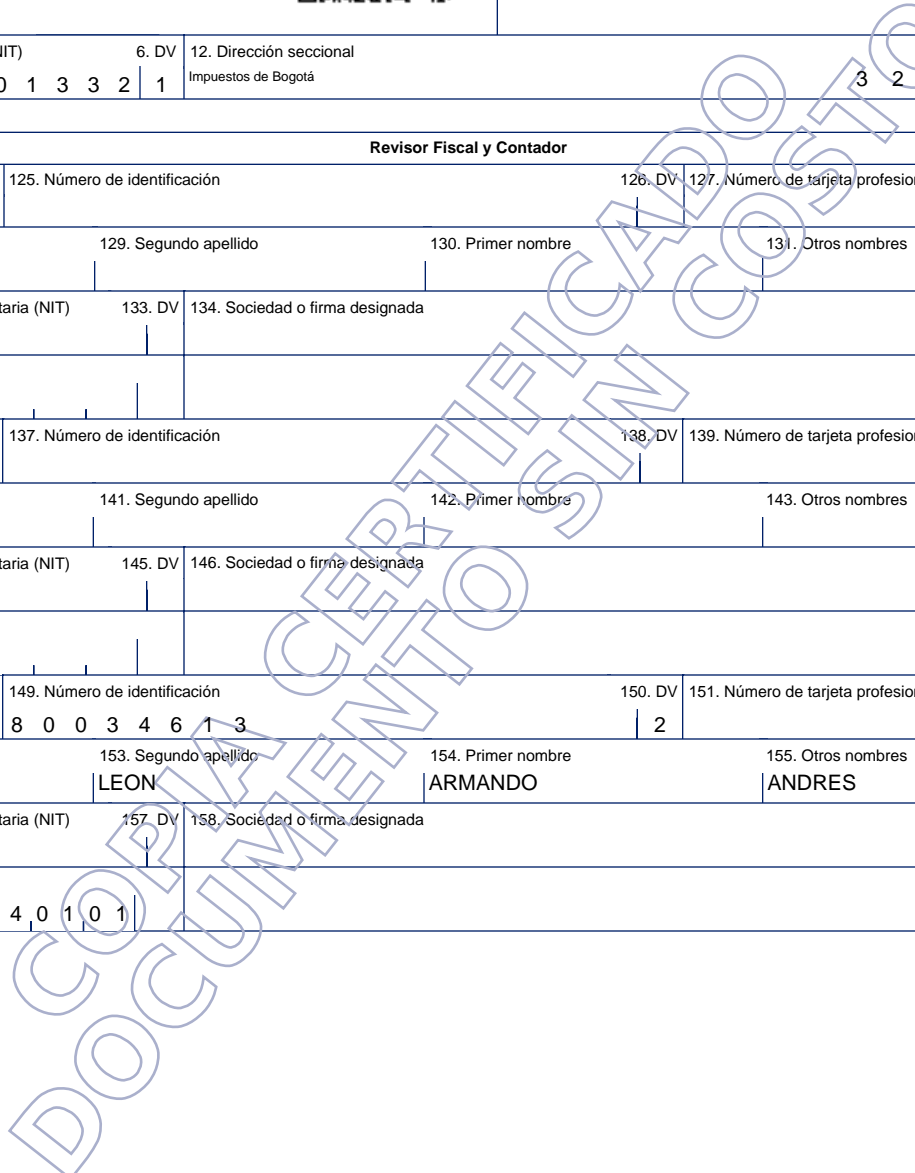 NIT) 6. DV 12. Dirección seccional
0 1 3 3 2 1 Impuestos de Bogotá 3 2
Revisor Fiscal y Contador
125. Número de identificación 126. DV 127. Número de tarjeta profesion
129. Segundo apellido 130. Primer nombre 131. Otros nombres
taria (NIT) 133. DV 134. Sociedad o firma designada
137. Número de identificación 138. DV 139. Número de tarjeta profesion
141. Segundo apellido 142. Primer nombre 143. Otros nombres
taria (NIT) 145. DV 146. Sociedad o firma designada
149. Número de identificación 150. DV 151. Número de tarjeta profesion
8 0 0 3 4 6 1 3 2
153. Segundo apellido 154. Primer nombre 155. Otros nombres
LEON ARMANDO ANDRES
taria (NIT) 157. DV 158. Sociedad o firma designada
4 0 1 0 1
COPIA CERTIFICADO
DOCUMENTO SIN COSTO